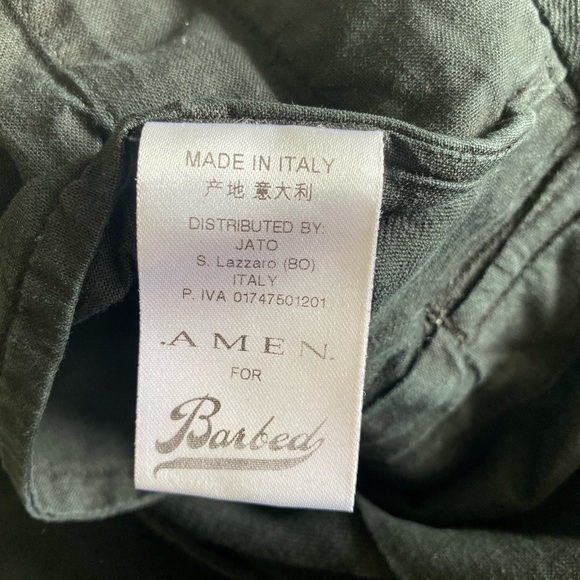 MADE IN ITALY
产地 意大利
DISTRIBUTED BY:
JATO
S. Lazzaro (BO)
ITALY
P. IVA 01747501201
.AMEN.
FOR
Barbed